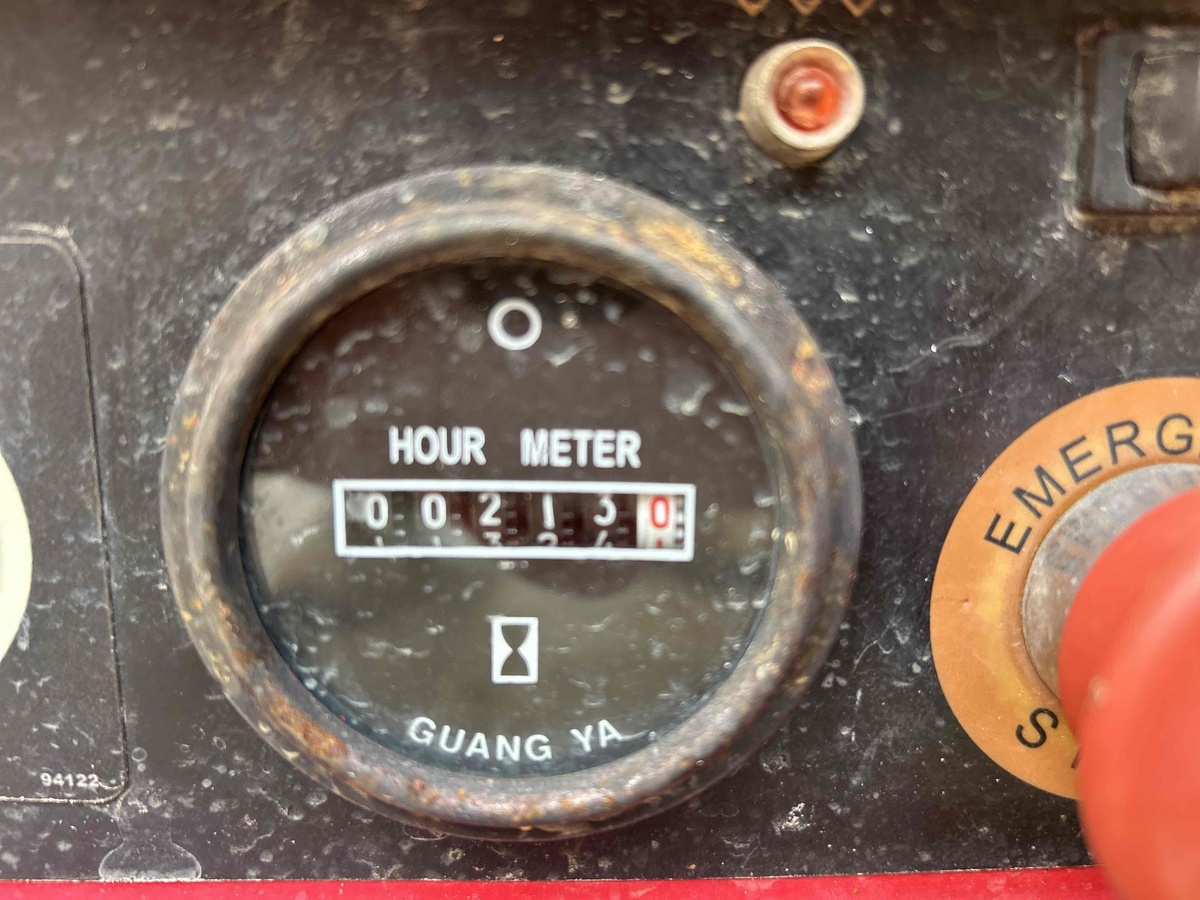 HOUR METER
002130
GUANG YA
94122
EMERG
S